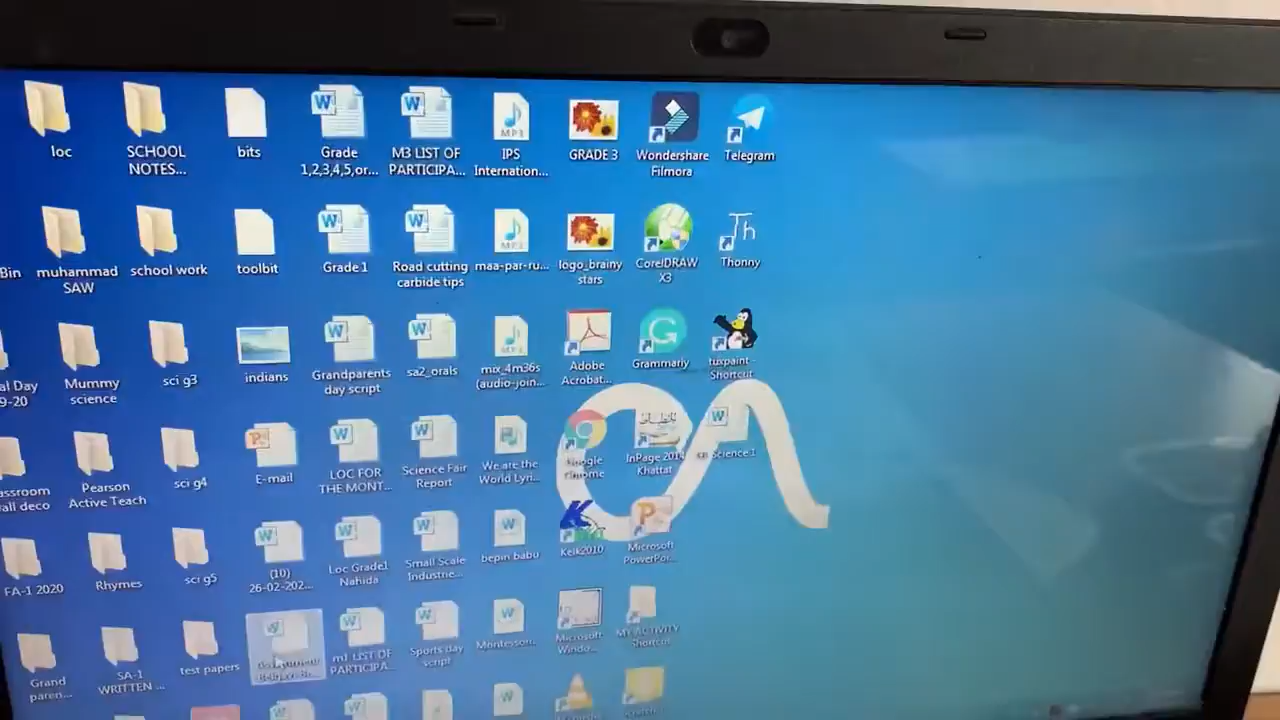 loc
SCHOOL
NOTES...
bits
Grade
1,2,3,4,5,or...
M3 LIST OF
PARTICIPA...
IPS
Internation...
GRADE 3
Wondershare
Filmora
Telegram
Bin
muhammad
SAW
school work
toolbit
Grade 1
Road cutting
carbide tips
maa-par-ru...
logo_brainy
stars
CorelDRAW
X3
Thonny
al Day
9-20
Mummy
science
sci g3
indians
Grandparents
day script
sa2_orals
mix_4m36s
(audio-join...
Adobe
Acrobat...
Grammarly
tuxpaint -
Shortcut
assroom
all deco
Pearson
Active Teach
sci g4
E-mail
LOC FOR
THE MONT...
Science Fair
Report
We are the
World Lyri...
Google
Chrome
InPage 2014
Khattat
Science 1
FA-1 2020
Rhymes
sci g5
(10)
26-02-202...
Loc Grade1
Nahida
Small Scale
Industrie...
bepin babu
Kelk2010
Microsoft
PowerPoi...
Grand
paren...
SA-1
WRITTEN ...
test papers
m1 LIST OF
PARTICIPA...
Sports day
script
Montessori...
Microsoft
Windo...
MY ACTIVITY
Shortcut